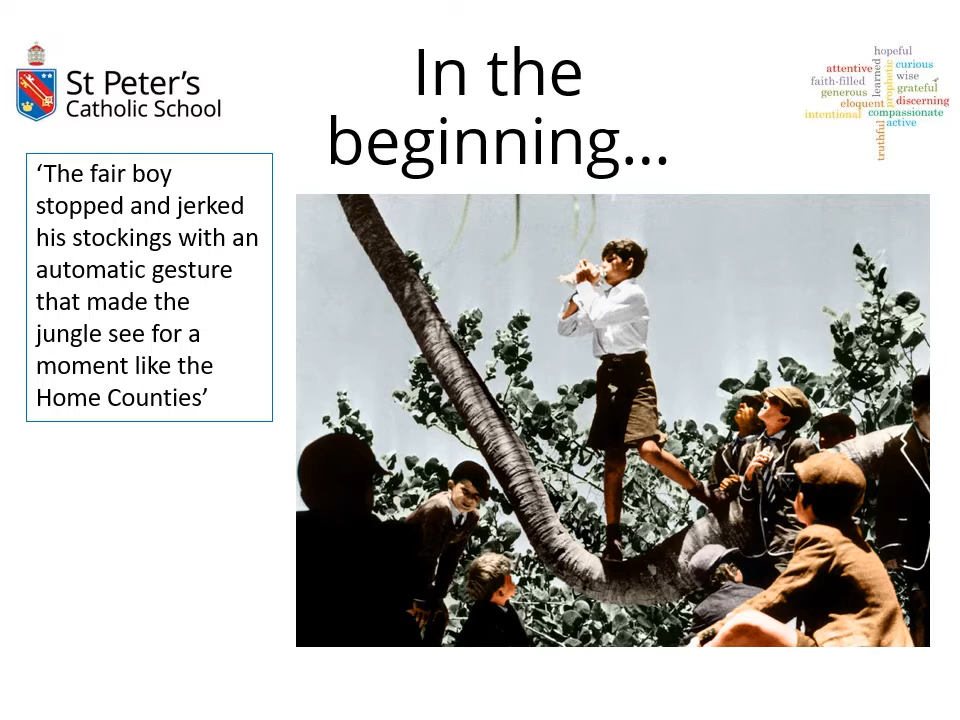 St Peter's
Catholic School
In the
beginning...
hopeful
attentive
curious
learned
prophetic
wise
faith-filled
grateful
generous
eloquent
discerning
intentional
compassionate
active
truthful
‘The fair boy
stopped and jerked
his stockings with an
automatic gesture
that made the
jungle see for a
moment like the
Home Counties’